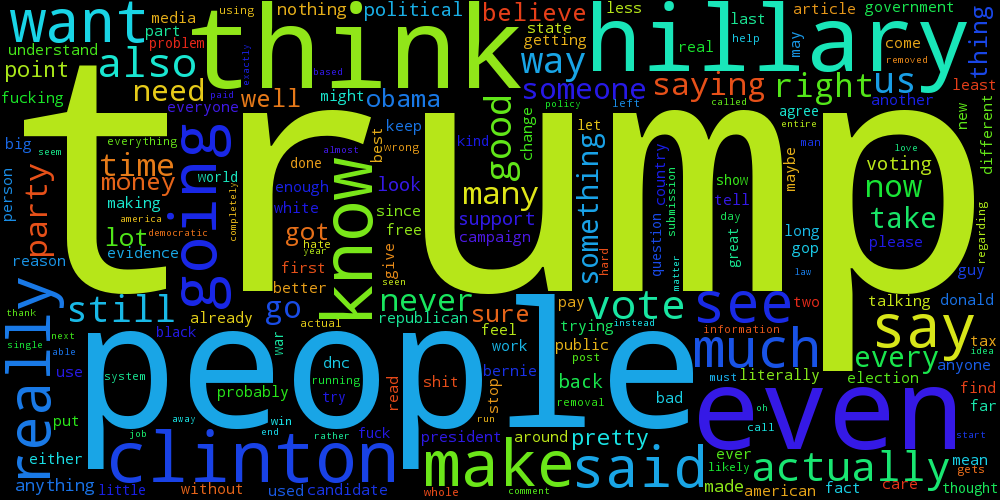 want
media
using
nothing
political
believe
less
last
article
government
understand
part
problem
think
state
getting
hillary
help
real
may
come
removed
thing
point
also
exactly
based
way
someone
saying
right
us
another
least
fucking
need
paid
everyone
well
might
obama
policy
left
called
new
different
big
seem
everything
trump
best
keep
wrong
good
change
kind
let
agree
entire
man
love
voting
person
party
time
money
going
world
done
almost
know
look
many
something
country
question
submission
show
tell
maybe
now
making
america
completely
white
enough
since
free
support
campaign
day
great
take
regarding
reason
lot
democratic
evidence
got
hate
year
give
seen
hard
matter
long
gop
please
law
guy
first
better
really
still
already
go
actual
never
republican
sure
vote
pay
see
two
talking
donald
say
thank
single
next
able
use
black
war
people
dnc
feel
work
trying
instead
public
post
information
much
must
literally
every
election
tax
idea
anyone
system
running
try
probably
read
shit
stop
bernie
back
removal
bad
even
oh
call
find
far
start
put
job
away
win
end
rather
fuck
president
run
around
pretty
ever
likely
actually
mean
gets
either
anything
little
clinton
without
used
candidate
whole
make
comment
said
made
american
fact
care
thought